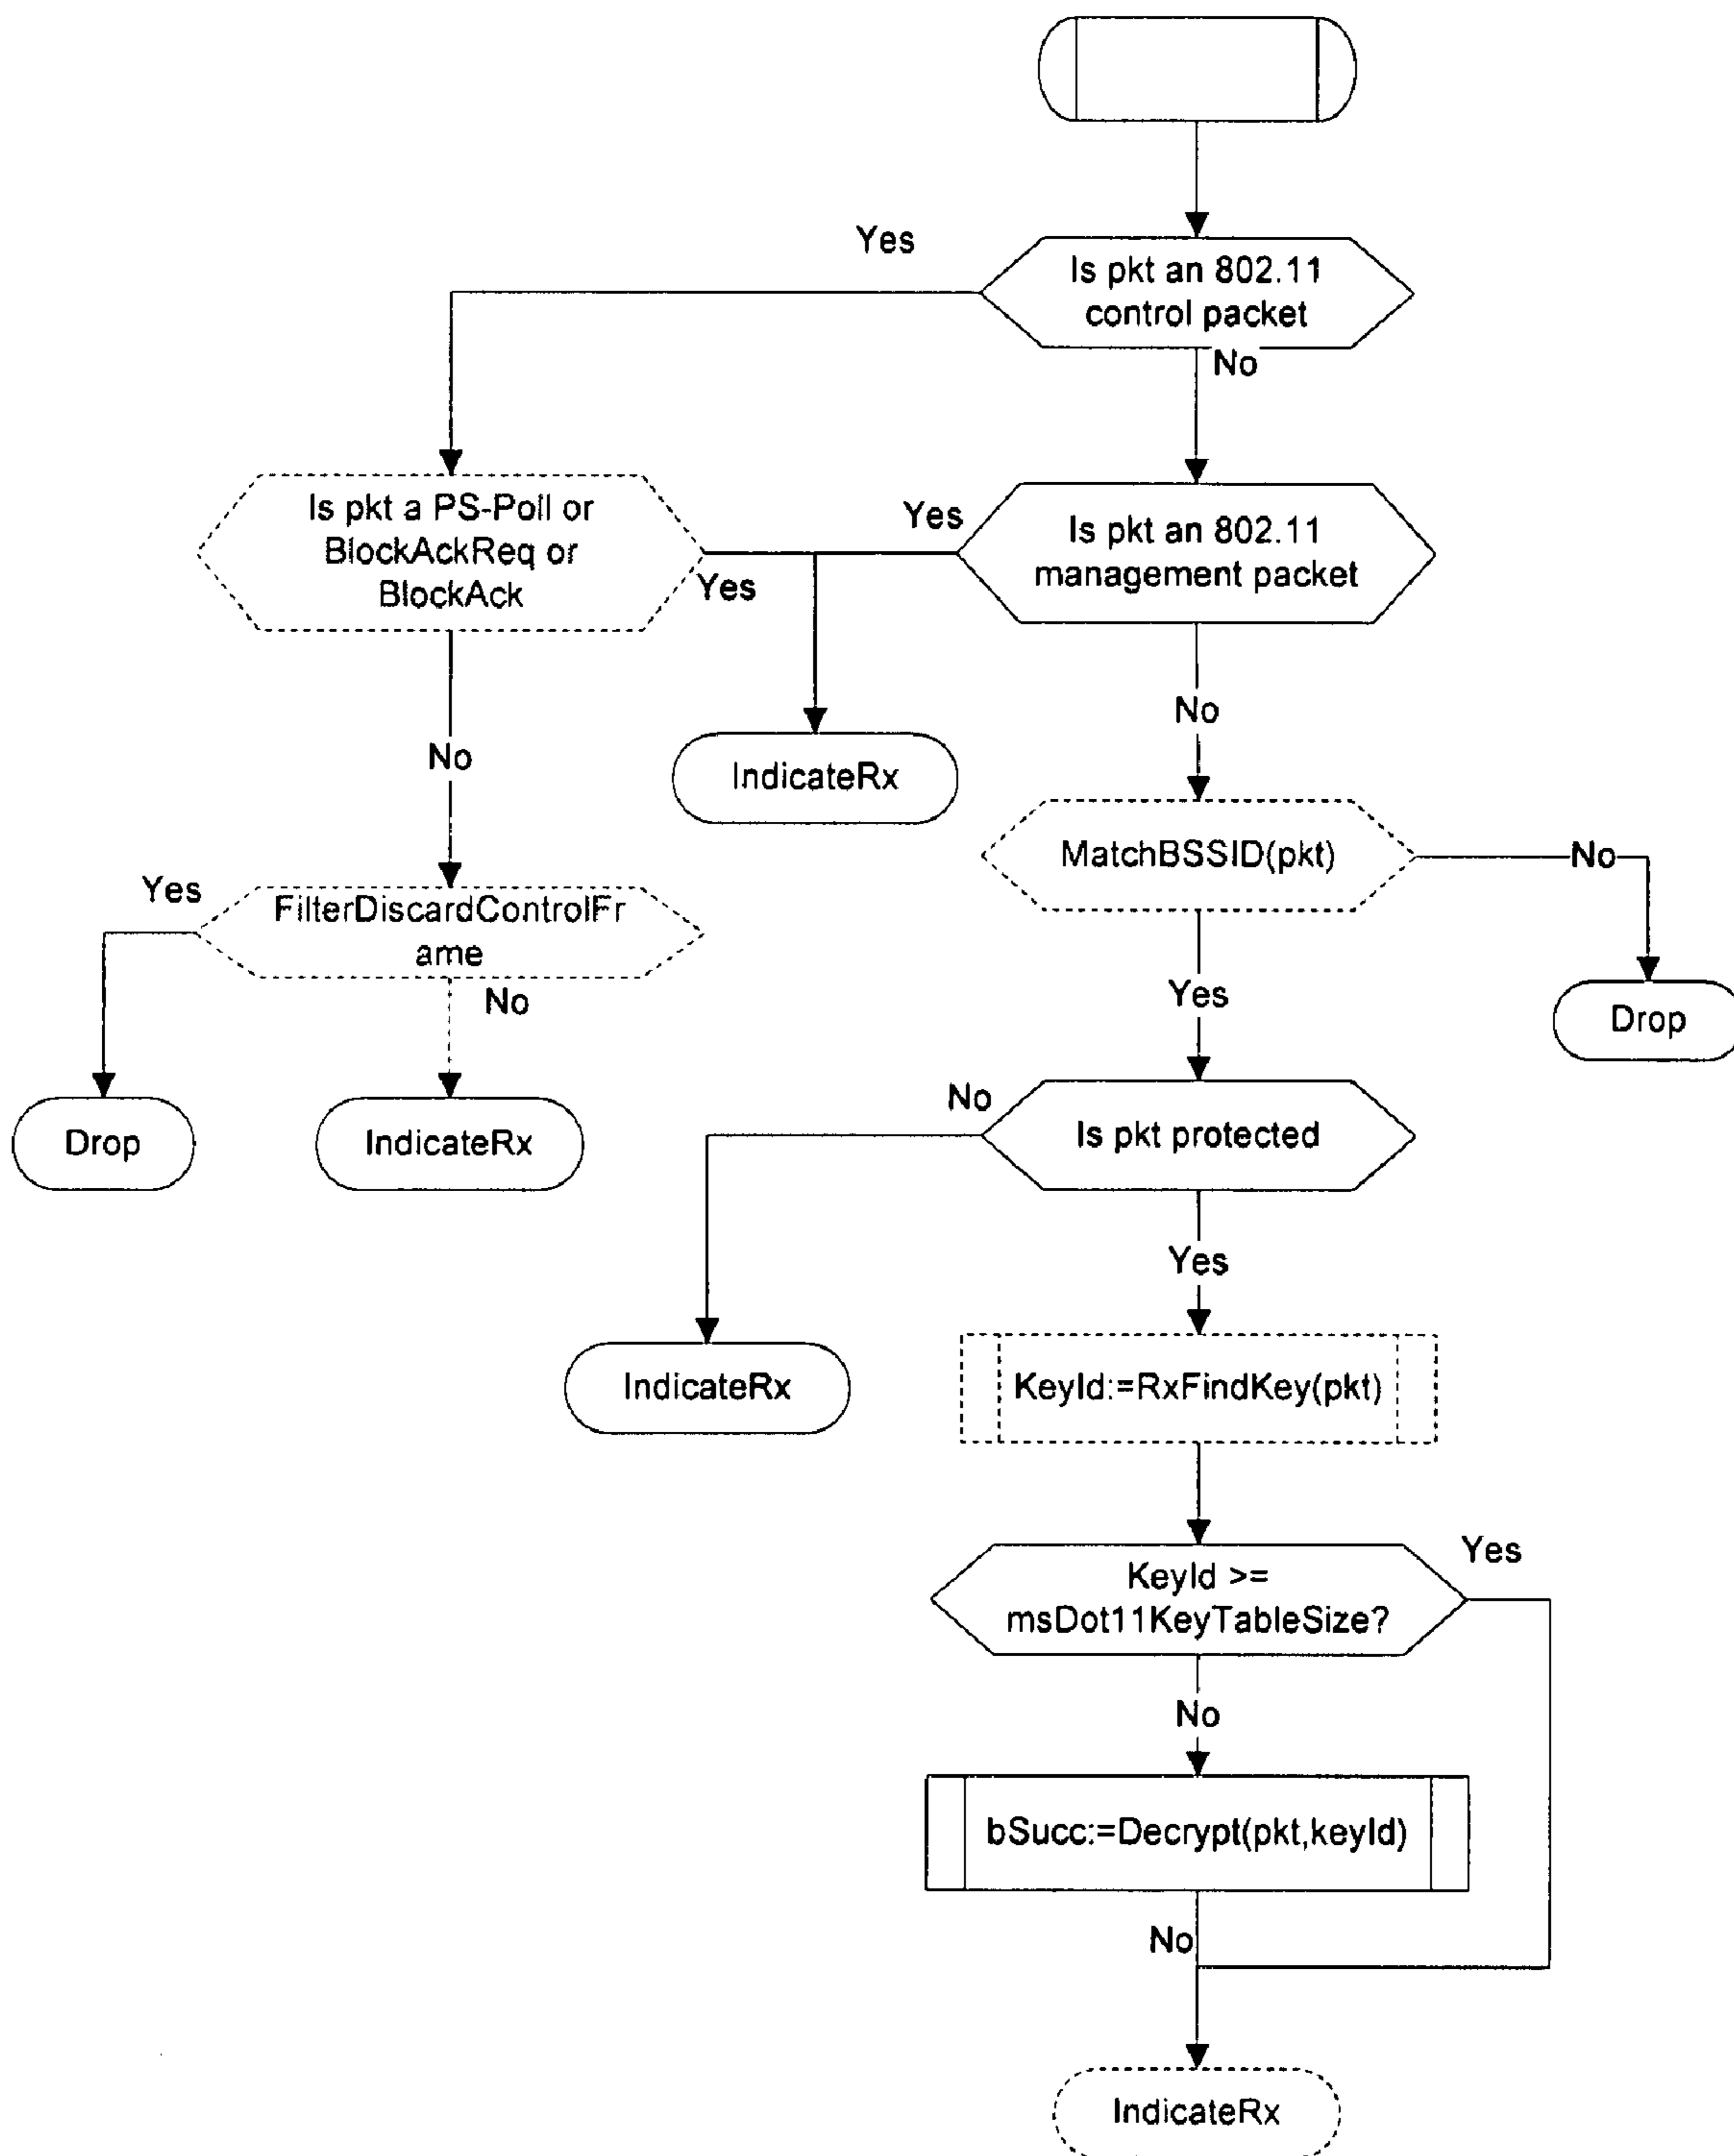 Yes
Is pkt an 802.11
control packet
No
Is pkt a PS-Poll or
BlockAckReq or
BlockAck
Yes
Yes
Is pkt an 802.11
management packet
No
No
IndicateRx
MatchBSSID(pkt)
No
Yes
FilterDiscardControlFr
ame
No
Yes
Drop
Drop
IndicateRx
No
Is pkt protected
Yes
IndicateRx
KeyId:=RxFindKey(pkt)
Yes
KeyId >=
msDot11KeyTableSize?
No
bSucc:=Decrypt(pkt,keyId)
No
IndicateRx